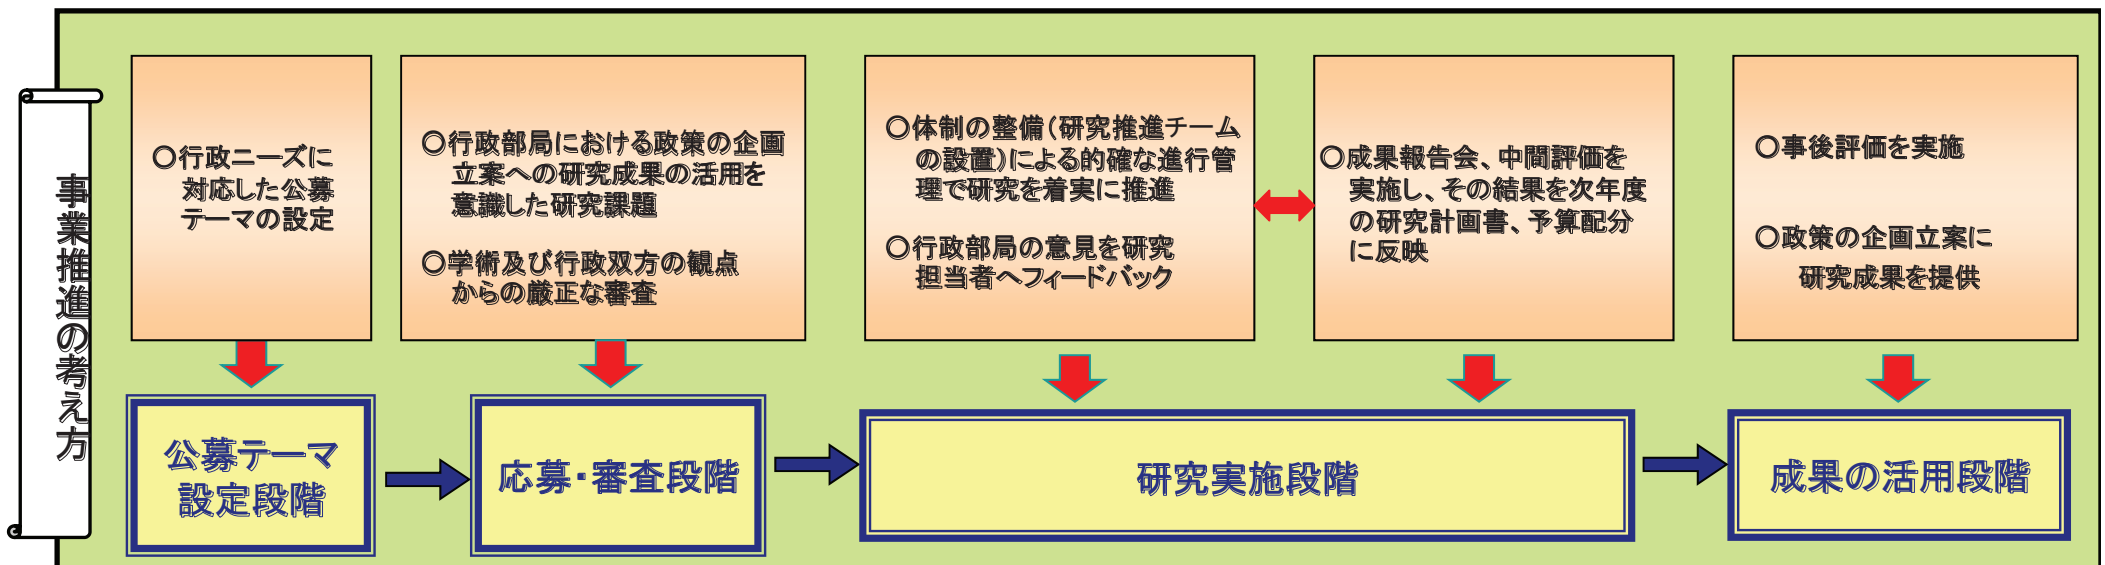 事業推進の考え方
○行政ニーズに
対応した公募
テーマの設定
○行政部局における政策の企画
立案への研究成果の活用を
意識した研究課題
○学術及び行政双方の観点
からの厳正な審査
○体制の整備(研究推進チーム
の設置)による的確な進行管
理で研究を着実に推進
○行政部局の意見を研究
担当者へフィードバック
○成果報告会、中間評価を
実施し、その結果を次年度
の研究計画書、予算配分
に反映
○事後評価を実施
○政策の企画立案に
研究成果を提供
公募テーマ
設定段階
応募・審査段階
研究実施段階
成果の活用段階